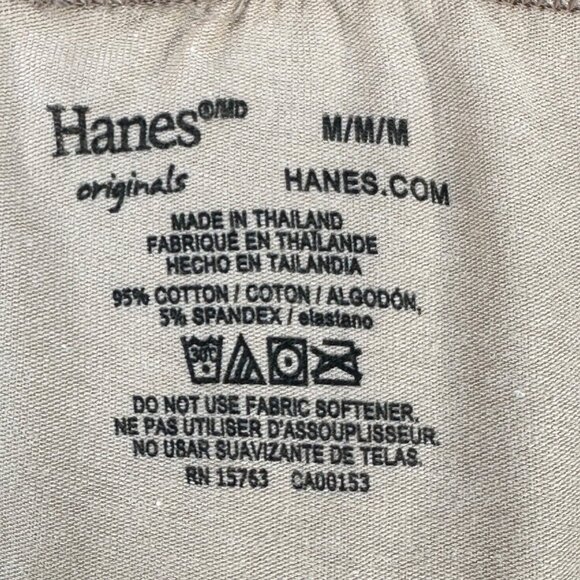 Hanes®/MD M/M/M
originals HANES.COM
MADE IN THAILAND
FABRIQUÉ EN THAÏLANDE
HECHO EN TAILANDIA
95% COTTON / COTON / ALGODÓN,
5% SPANDEX / elastano
30°C
DO NOT USE FABRIC SOFTENER.
NE PAS UTILISER D'ASSOUPLISSEUR.
NO USAR SUAVIZANTE DE TELAS.
RN 15763 CA00153